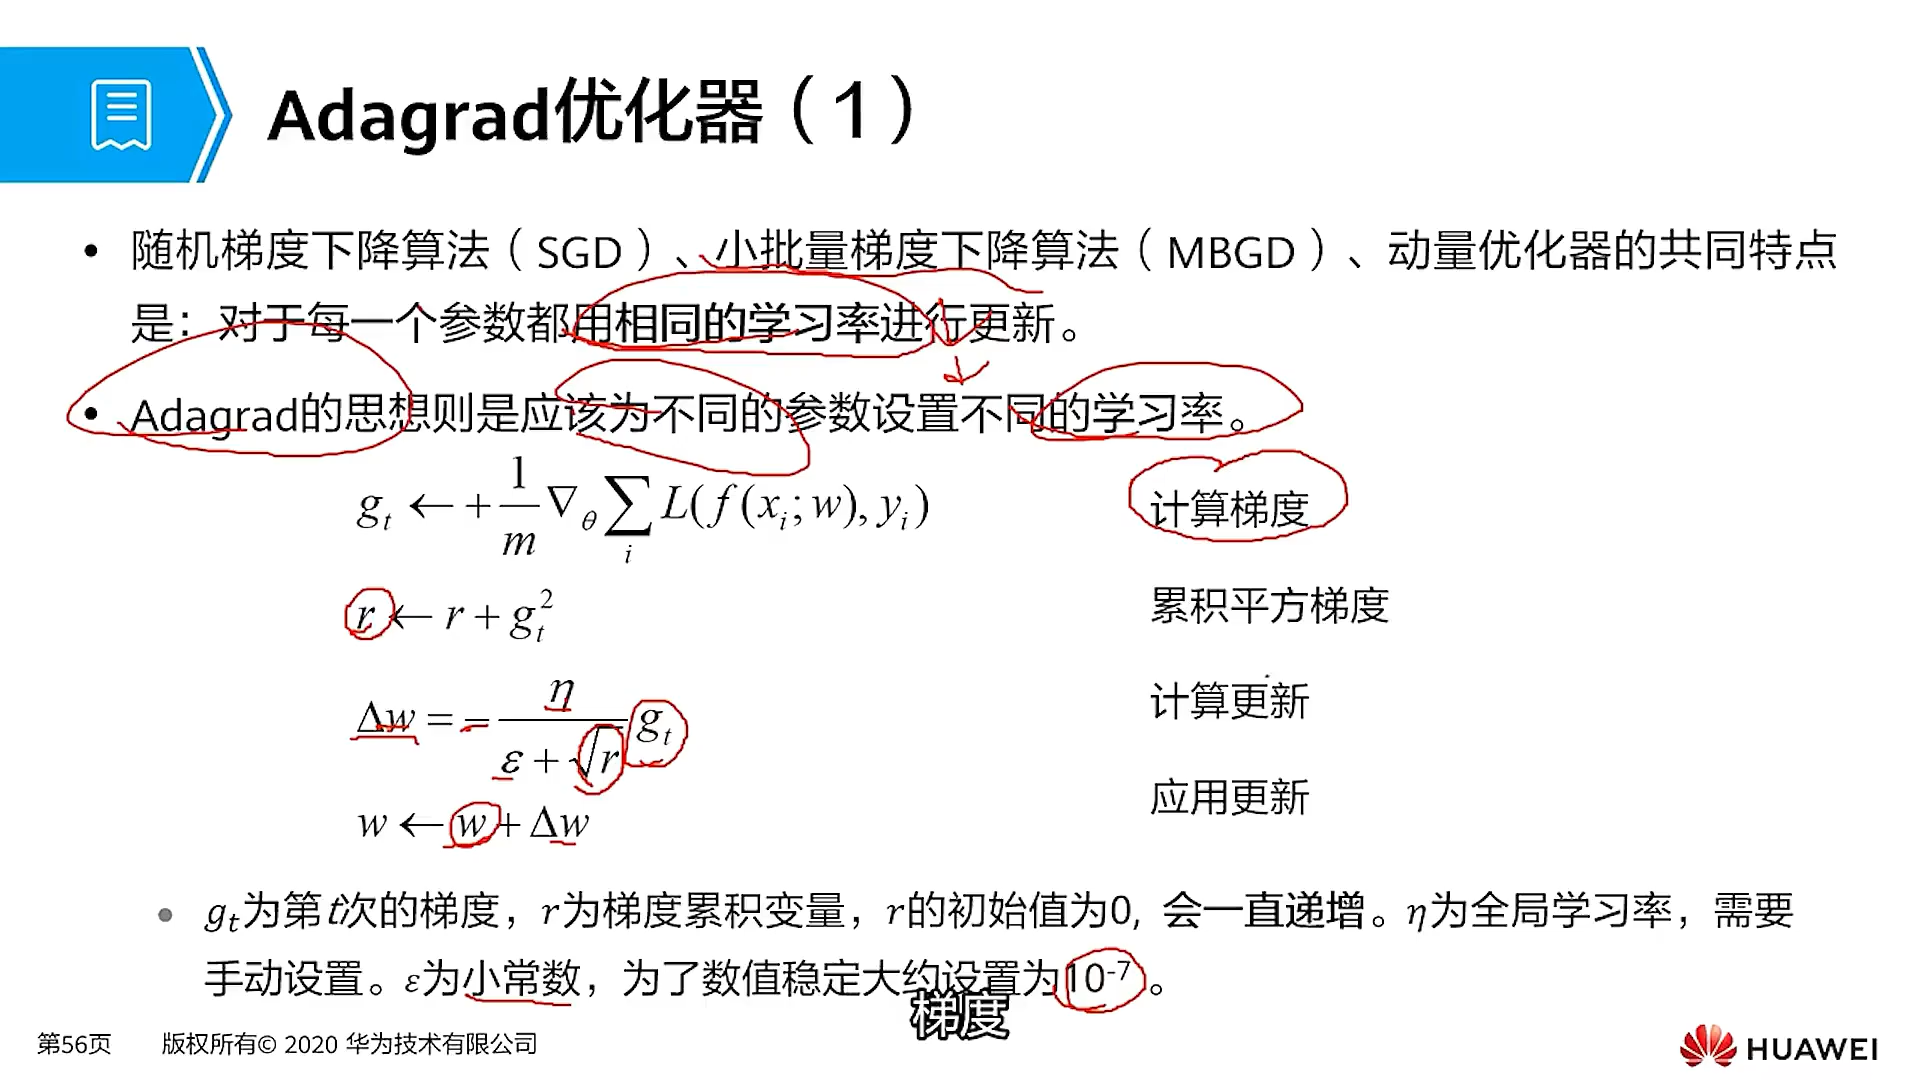 Adagrad优化器（1）
• 随机梯度下降算法（SGD）、小批量梯度下降算法（MBGD）、动量优化器的共同特点
是：对于每一个参数都用相同的学习率进行更新。
• Adagrad的思想则是应该为不同的参数设置不同的学习率。
g_t ← + 1/m ∇_θ ∑_i L(f(x_i; w), y_i) 计算梯度
r ← r + g_t^2 累积平方梯度
Δw = − η/(ε + √r) g_t 计算更新
w ← w + Δw 应用更新
• g_t为第t次的梯度，r为梯度累积变量，r的初始值为0, 会一直递增。η为全局学习率，需要
手动设置。ε为小常数，为了数值稳定大约设置为10^-7。
梯度
第56页 版权所有© 2020 华为技术有限公司 HUAWEI